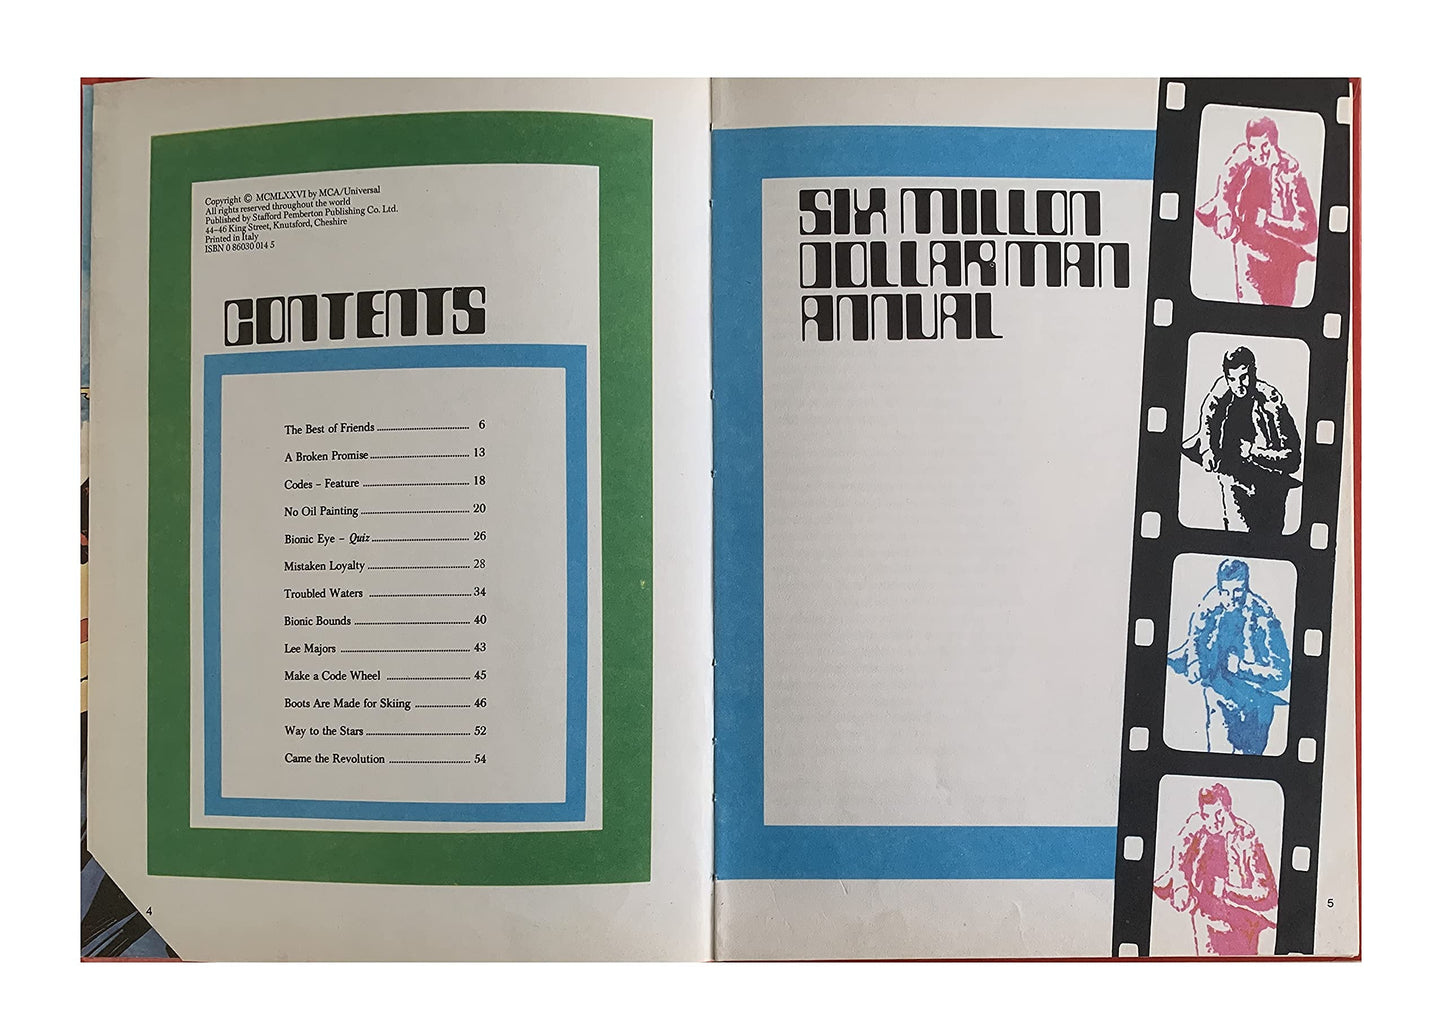 Copyright © MCMLXXVI by MCA/Universal
All rights reserved throughout the world
Published by Stafford Pemberton Publishing Co. Ltd.
44-46 King Street, Knutsford, Cheshire
Printed in Italy
ISBN 0 86030 014 5
CONTENTS
The Best of Friends ........ 6
A Broken Promise ........ 13
Codes – Feature ........ 18
No Oil Painting ........ 20
Bionic Eye – Quiz ........ 26
Mistaken Loyalty ........ 28
Troubled Waters ........ 34
Bionic Bounds ........ 40
Lee Majors ........ 43
Make a Code Wheel ........ 45
Boots Are Made for Skiing ........ 46
Way to the Stars ........ 52
Came the Revolution ........ 54
4
SIX MILLON
DOLLAR MAN
ANNUAL
5